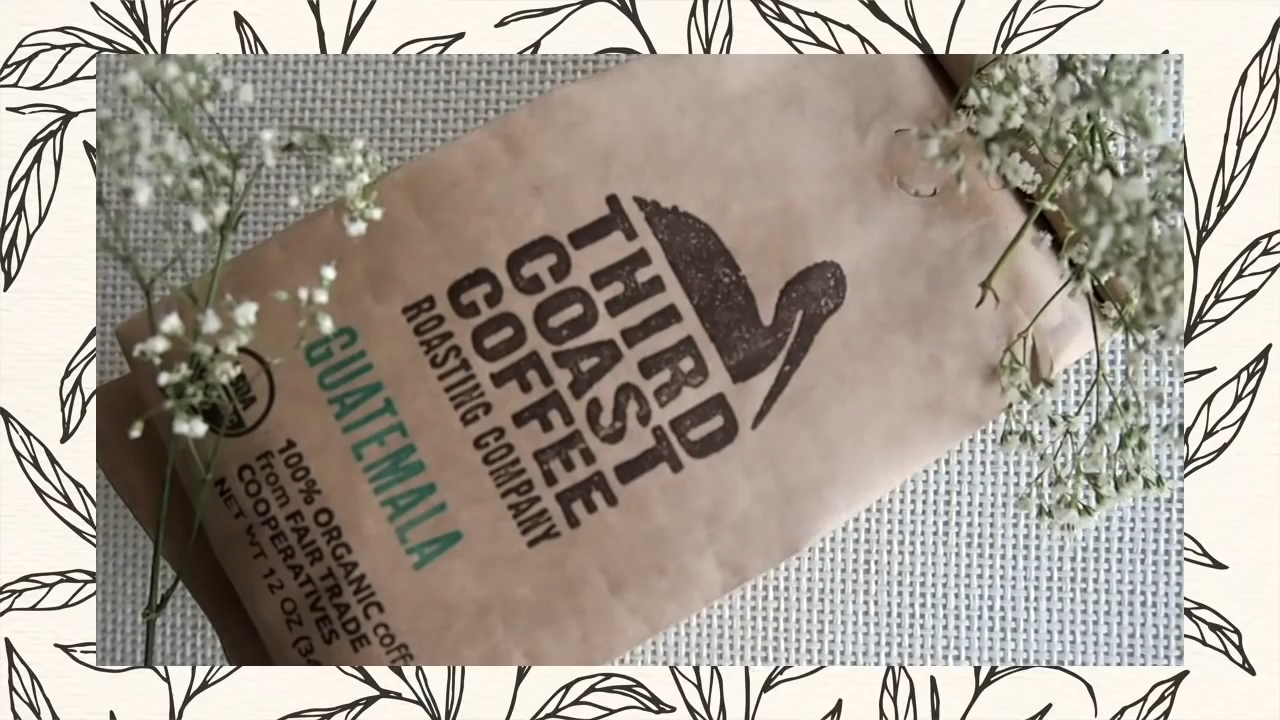 THIRD
COAST
COFFEE
ROASTING COMPANY
GUATEMALA
100% ORGANIC
from FAIR TRADE
COOPERATIVES
NET WT 12 OZ